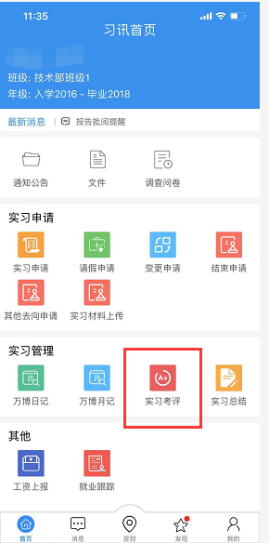 11:35
习讯首页
班级: 技术部班级1
年级: 入学2016 - 毕业2018
最新消息 报告批阅提醒
通知公告 文件 调查问卷
实习申请
实习申请 请假申请 变更申请 结束申请
其他去向申请 实习材料上传
实习管理
A+
万博日记 万博月记 实习考评 实习总结
其他
工资上报 就业跟踪
首页 消息 签到 发现 我的